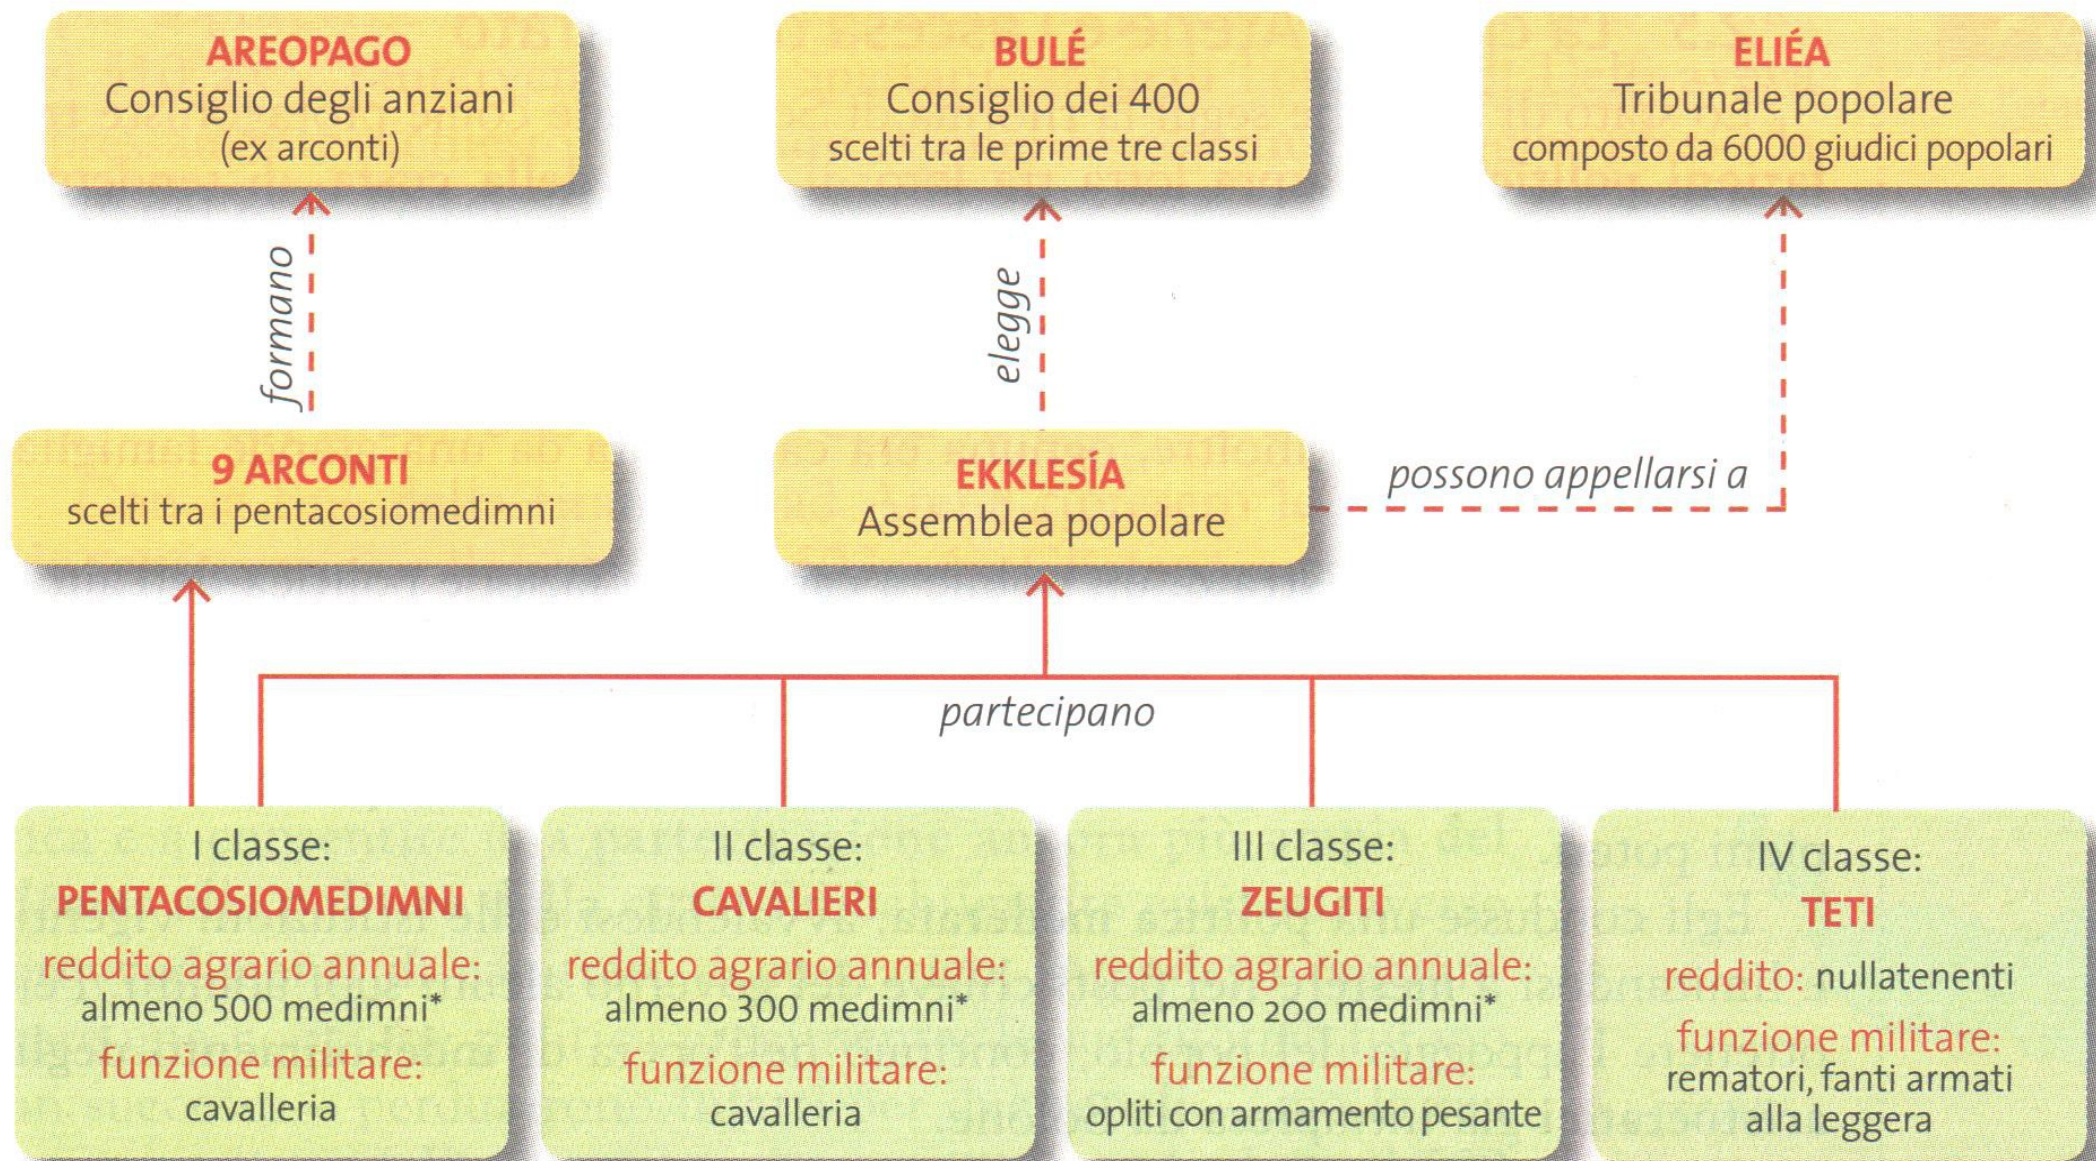 AREOPAGO
Consiglio degli anziani
(ex arconti)
BULÉ
Consiglio dei 400
scelti tra le prime tre classi
ELIÉA
Tribunale popolare
composto da 6000 giudici popolari
formano
elegge
9 ARCONTI
scelti tra i pentacosiomedimni
EKKLESÍA
Assemblea popolare
possono appellarsi a
partecipano
I classe:
PENTACOSIOMEDIMNI
reddito agrario annuale:
almeno 500 medimni*
funzione militare:
cavalleria
II classe:
CAVALIERI
reddito agrario annuale:
almeno 300 medimni*
funzione militare:
cavalleria
III classe:
ZEUGITI
reddito agrario annuale:
almeno 200 medimni*
funzione militare:
opliti con armamento pesante
IV classe:
TETI
reddito: nullatenenti
funzione militare:
rematori, fanti armati
alla leggera